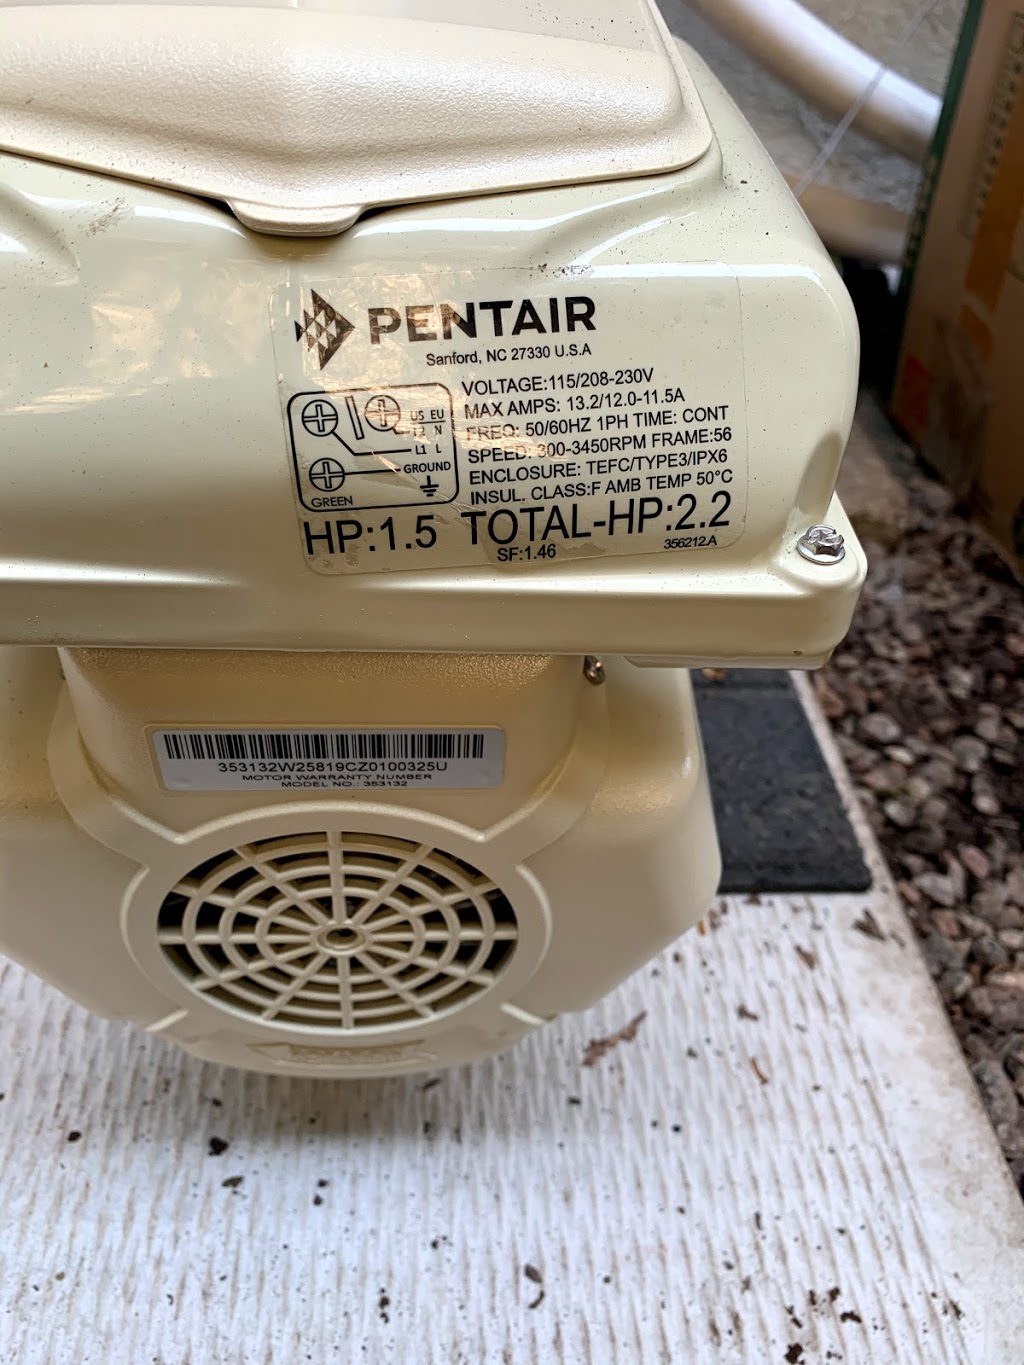 PENTAIR
Sanford, NC 27330 U.S.A
VOLTAGE:115/208-230V
MAX AMPS: 13.2/12.0-11.5A
FREQ: 50/60HZ 1PH TIME: CONT
SPEED: 300-3450RPM FRAME:56
ENCLOSURE: TEFC/TYPE3/IPX6
INSUL. CLASS:F AMB TEMP 50°C
US EU
L2 N
L1 L
GROUND
GREEN
HP:1.5 TOTAL-HP:2.2
SF:1.46
356212.A
353132W25819CZ0100325U
MOTOR WARRANTY NUMBER
MODEL NO.: 353132